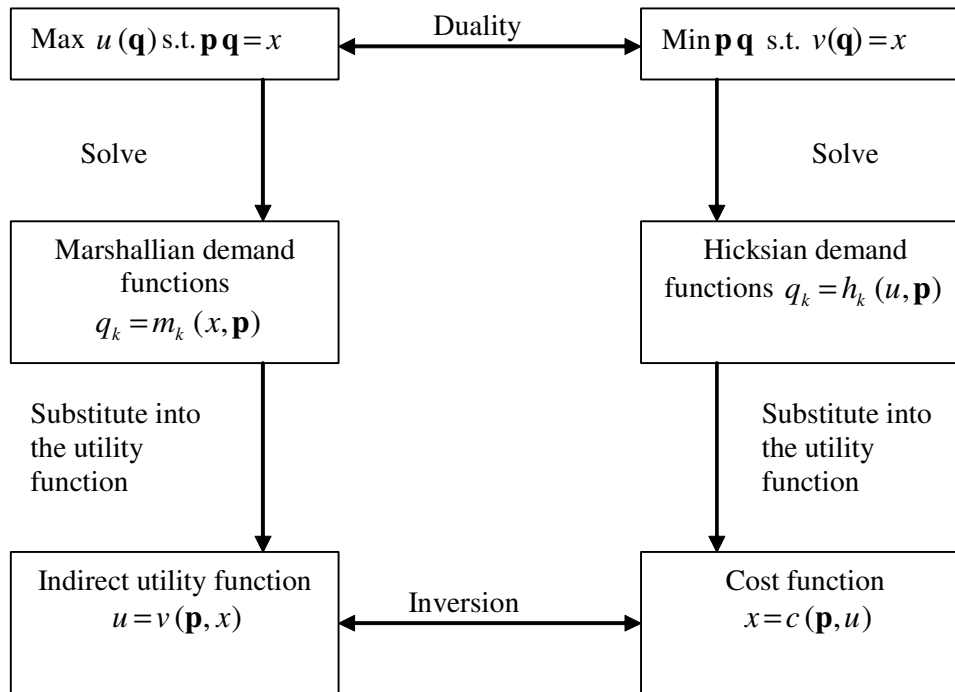 Max u (q) s.t. p q = x
Duality
Min p q s.t. v(q) = x
Solve
Solve
Marshallian demand
functions
q_k = m_k (x, p)
Hicksian demand
functions q_k = h_k (u, p)
Substitute into
the utility
function
Substitute into
the utility
function
Indirect utility function
u = v (p, x)
Inversion
Cost function
x = c (p, u)